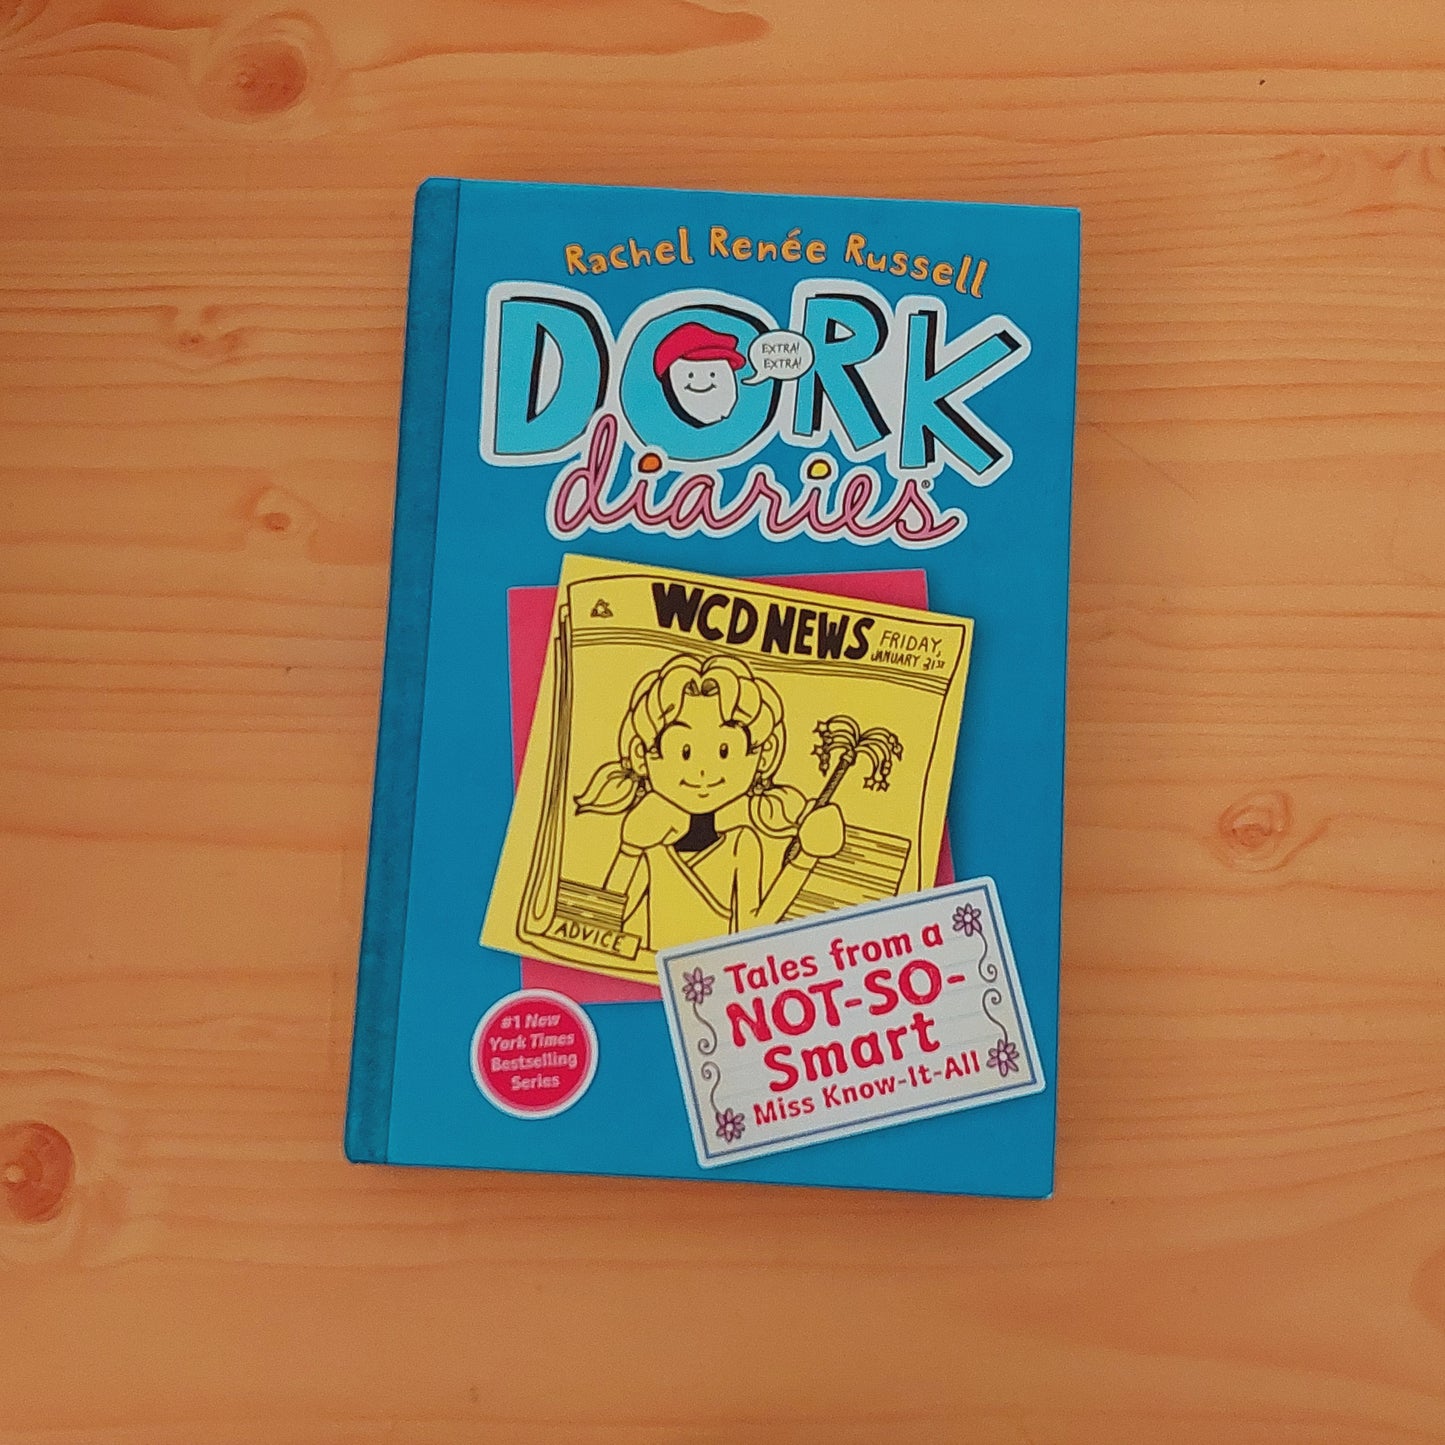 Rachel Renée Russell
DORK
EXTRA!
EXTRA!
diaries®
WCD NEWS
FRIDAY,
JANUARY 31ST
ADVICE
Tales from a
NOT-SO-
Smart
Miss Know-It-All
#1 New
York Times
Bestselling
Series